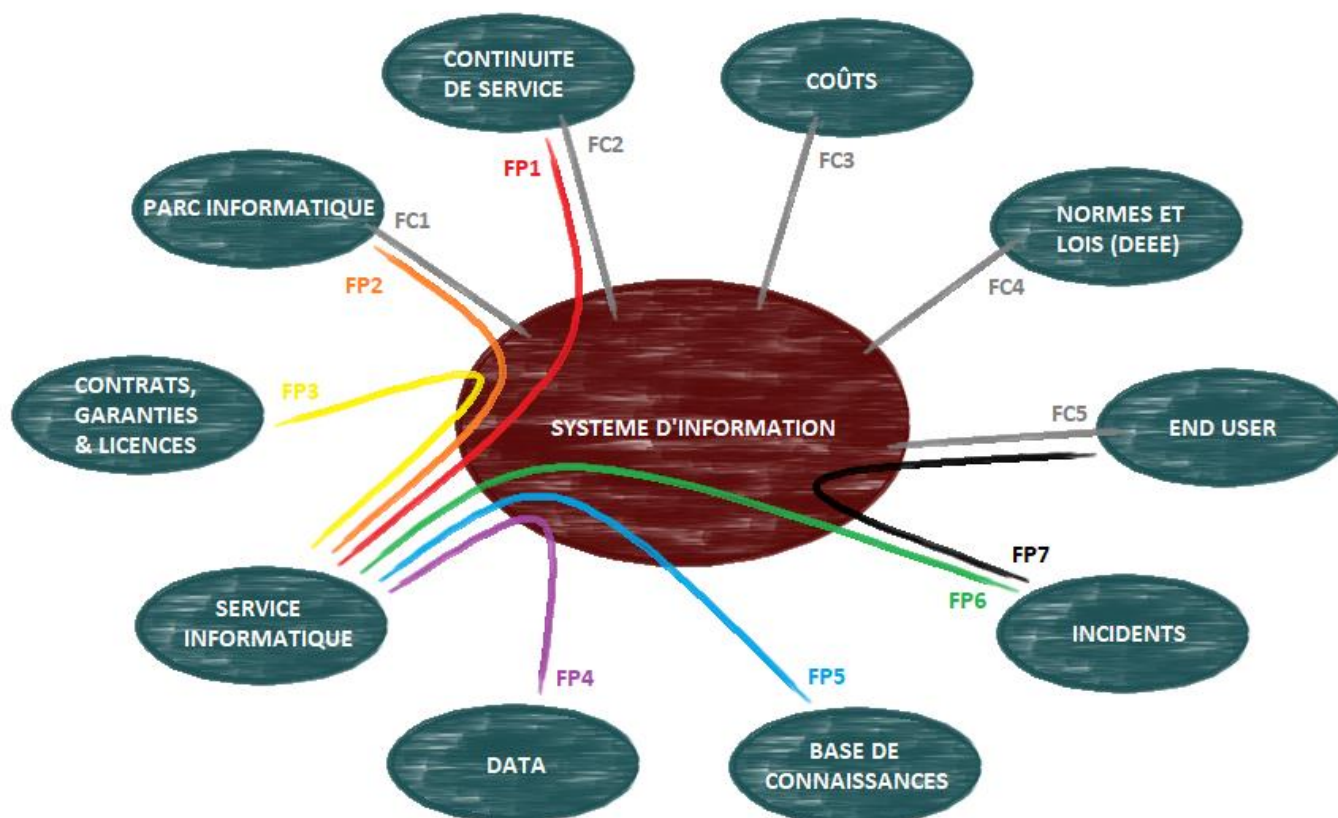 CONTINUITE
DE SERVICE
COÛTS
FP1
FC2
FC3
PARC INFORMATIQUE
FC1
NORMES ET
LOIS (DEEE)
FP2
FC4
CONTRATS,
GARANTIES
& LICENCES
FP3
SYSTEME D'INFORMATION
FC5
END USER
FP7
FP6
SERVICE
INFORMATIQUE
INCIDENTS
FP4
FP5
DATA
BASE DE
CONNAISSANCES